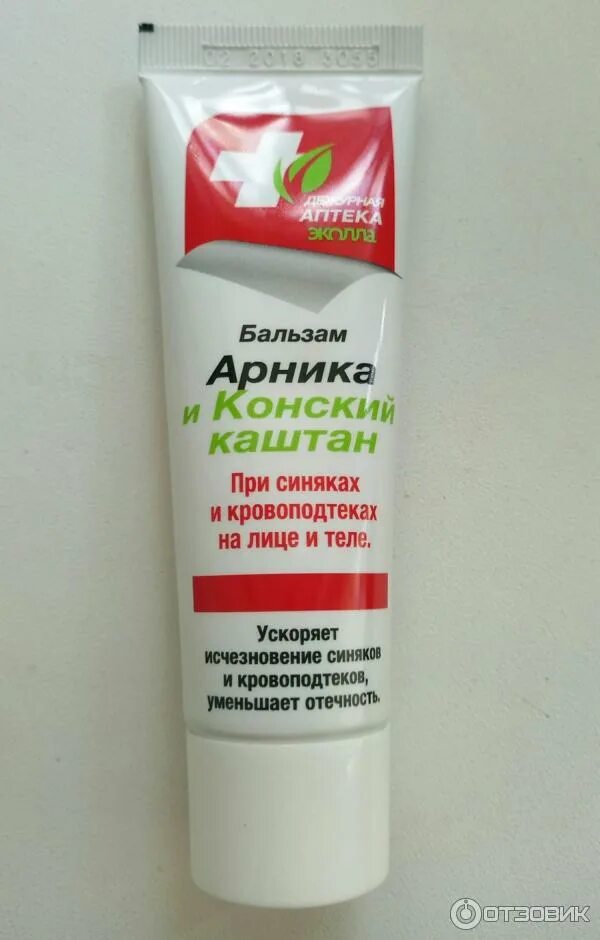 02 2018 3055
ДЕЖУРНАЯ
АПТЕКА
эколла
Бальзам
Арника
и Конский
каштан
При синяках
и кровоподтеках
на лице и теле.
Ускоряет
исчезновение синяков
и кровоподтеков,
уменьшает отечность.
ОТЗОВИК